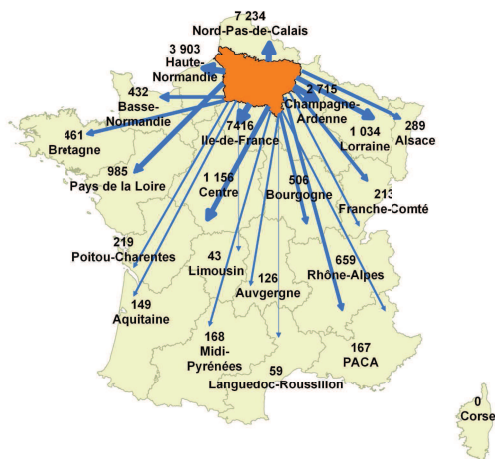 7 234
Nord-Pas-de-Calais
3 903
Haute-
Normandie
432
Basse-
Normandie
2 715
Champagne-
Ardenne
461
Bretagne
7416
Ile-de-France
1 034
Lorraine
289
Alsace
985
Pays de la Loire
1 156
Centre
506
Bourgogne
213
Franche-Comté
219
Poitou-Charentes
43
Limousin
126
Auvgergne
659
Rhône-Alpes
149
Aquitaine
168
Midi-
Pyrénées
59
Languedoc-Roussillon
167
PACA
0
Corse